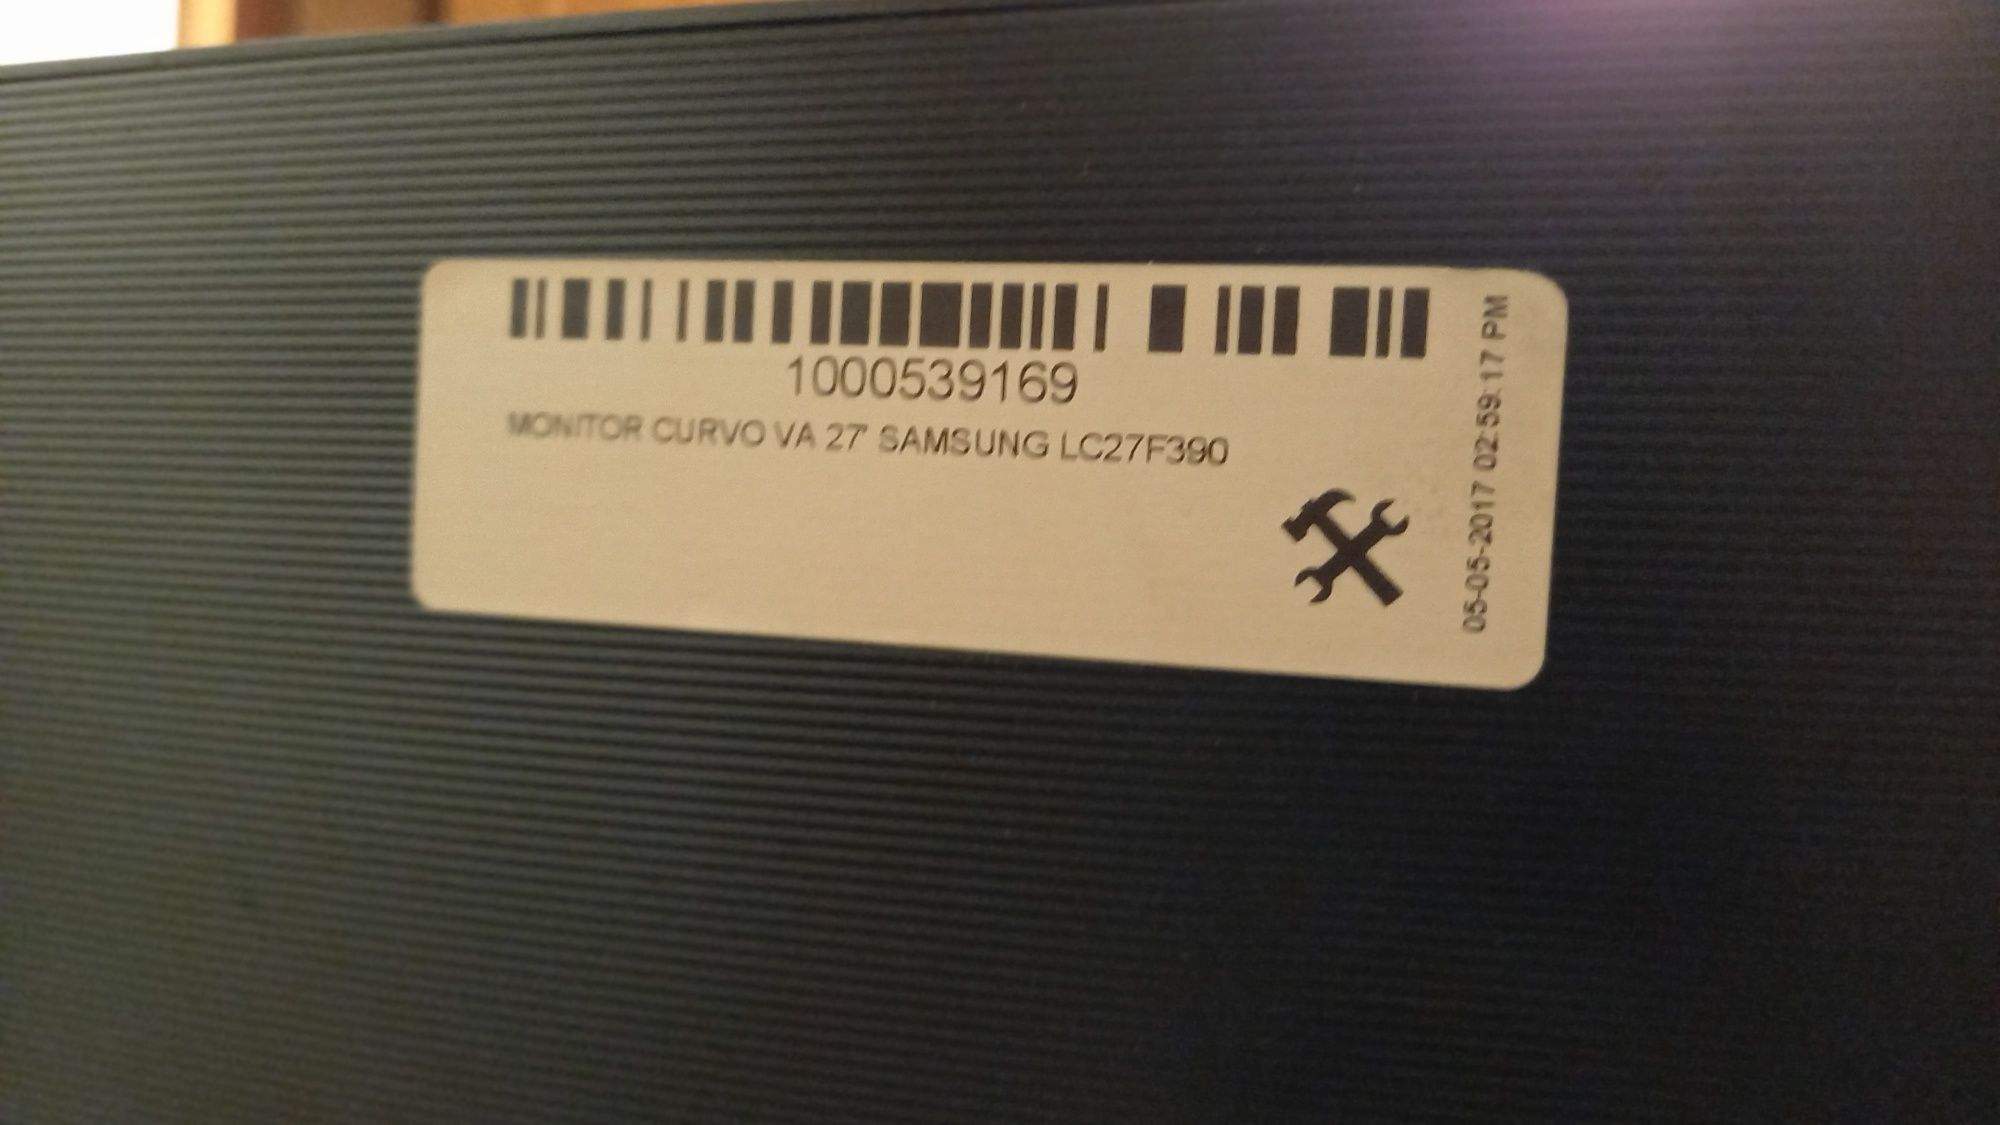 1000539169
MONITOR CURVO VA 27' SAMSUNG LC27F390
05-05-2017 02:59:17 PM